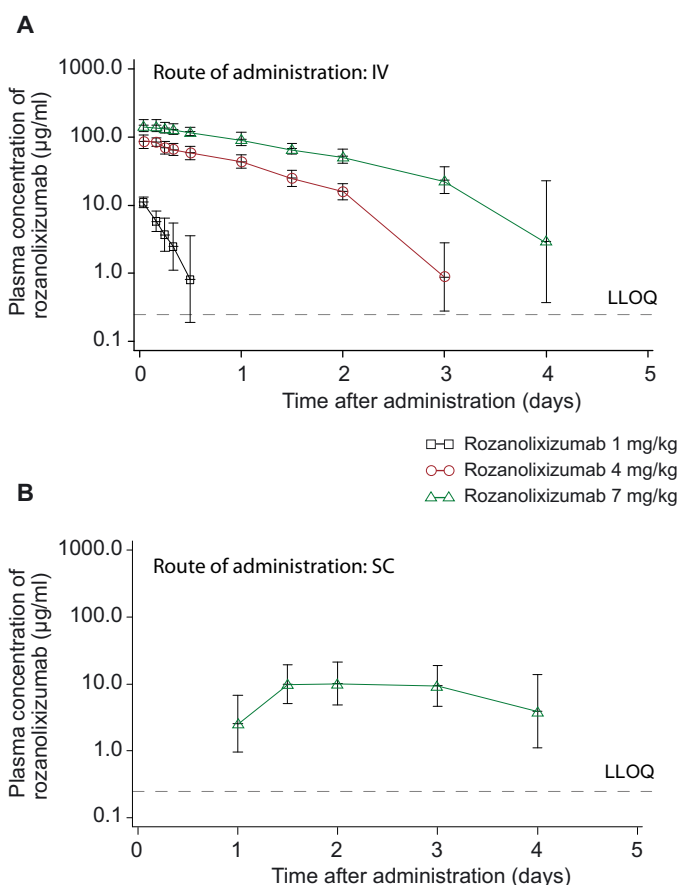 A
Route of administration: IV
Plasma concentration of
rozanolixizumab (µg/ml)
1000.0
100.0
10.0
1.0
0.1
LLOQ
0 1 2 3 4 5
Time after administration (days)
Rozanolixizumab 1 mg/kg
Rozanolixizumab 4 mg/kg
Rozanolixizumab 7 mg/kg
B
Route of administration: SC
Plasma concentration of
rozanolixizumab (µg/ml)
1000.0
100.0
10.0
1.0
0.1
LLOQ
0 1 2 3 4 5
Time after administration (days)